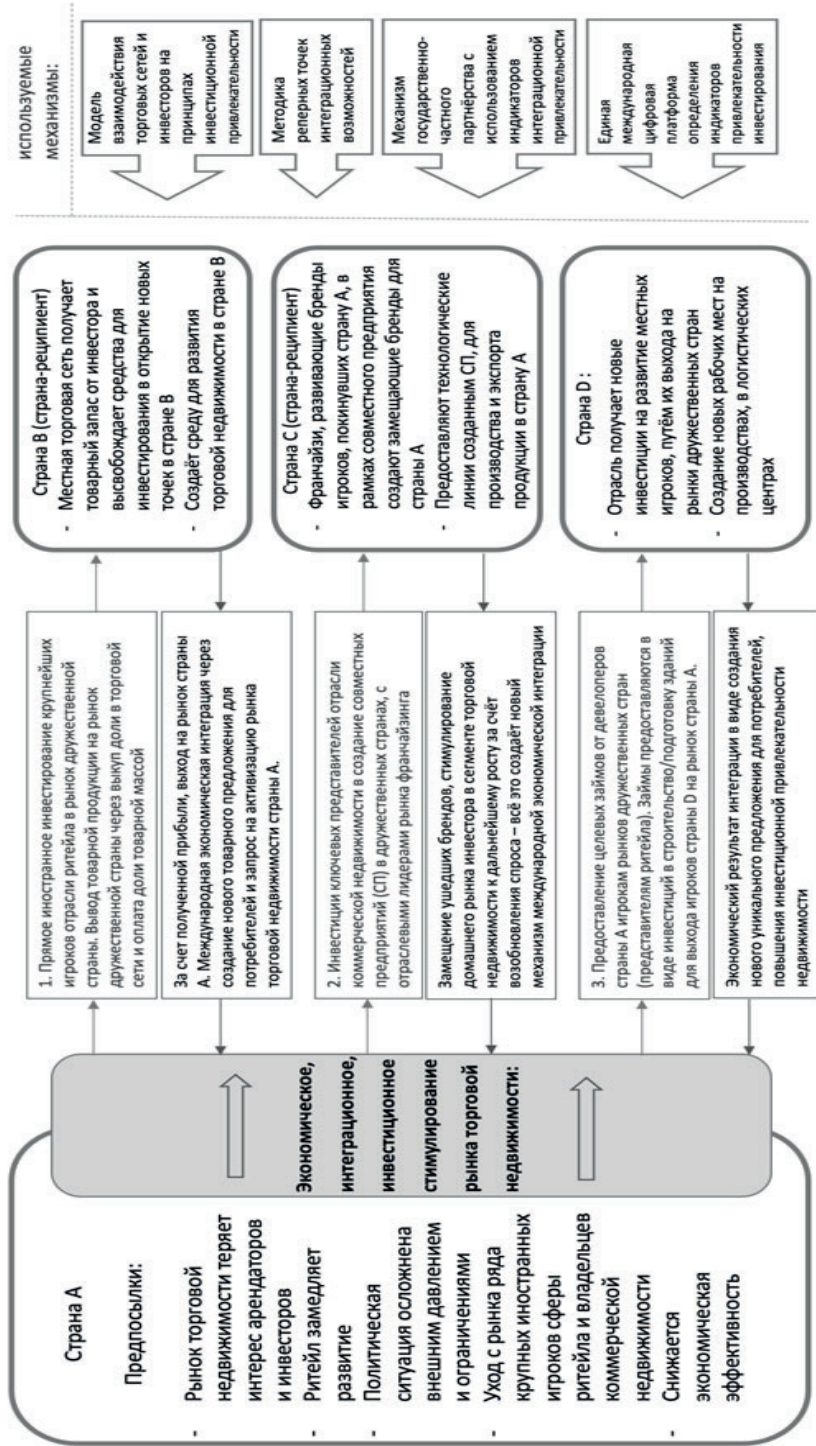 Страна А
Предпосылки:
- Рынок торговой
недвижимости теряет
интерес арендаторов
и инвесторов
- Ритейл замедляет
развитие
- Политическая
ситуация осложнена
внешним давлением
и ограничениями
- Уход с рынка ряда
крупных иностранных
игроков сферы
ритейла и владельцев
коммерческой
недвижимости
- Снижается
экономическая
эффективность
Экономическое,
интеграционное,
инвестиционное
стимулирование
рынка торговой
недвижимости:
1. Прямое иностранное инвестирование крупнейших
игроков отрасли ритейла в рынок дружественной
страны. Вывод товарной продукции на рынок
дружественной страны через выкуп доли в торговой
сети и оплата доли товарной массой
За счет полученной прибыли, выход на рынок страны
А. Международная экономическая интеграция через
создание нового товарного предложения для
потребителей и запрос на активизацию рынка
торговой недвижимости страны А.
2. Инвестиции ключевых представителей отрасли
коммерческой недвижимости в создание совместных
предприятий (СП) в дружественных странах, с
отраслевыми лидерами рынка франчайзинга
Замещение ушедших брендов, стимулирование
домашнего рынка инвестора в сегменте торговой
недвижимости к дальнейшему росту за счёт
возобновления спроса – всё это создаёт новый
механизм международной экономической интеграции
3. Предоставление целевых займов от девелоперов
страны А игрокам рынков дружественных стран
(представителям ритейла). Займы предоставляются в
виде инвестиций в строительство/подготовку зданий
для выхода игроков страны D на рынок страны А.
Экономический результат интеграции в виде создания
нового уникального предложения для потребителей,
повышения инвестиционной привлекательности
недвижимости
Страна В (страна-реципиент)
- Местная торговая сеть получает
товарный запас от инвестора и
высвобождает средства для
инвестирования в открытие новых
точек в стране В
- Создаёт среду для развития
торговой недвижимости в стране В
Страна С (страна-реципиент)
- Франчайзи, развивающие бренды
игроков, покинувших страну А, в
рамках совместного предприятия
создают замещающие бренды для
страны А
- Предоставляют технологические
линии созданным СП, для
производства и экспорта
продукции в страну А
Страна D :
- Отрасль получает новые
инвестиции на развитие местных
игроков, путём их выхода на
рынки дружественных стран
- Создание новых рабочих мест на
производствах, в логистических
центрах
используемые
механизмы:
Модель
взаимодействия
торговых сетей и
инвесторов на
принципах
инвестиционной
привлекательности
Методика
реперных точек
интеграционных
возможностей
Механизм
государственно-
частного
партнёрства с
использованием
индикаторов
интеграционной
привлекательности
Единая
международная
цифровая
платформа
определения
индикаторов
привлекательности
инвестирования